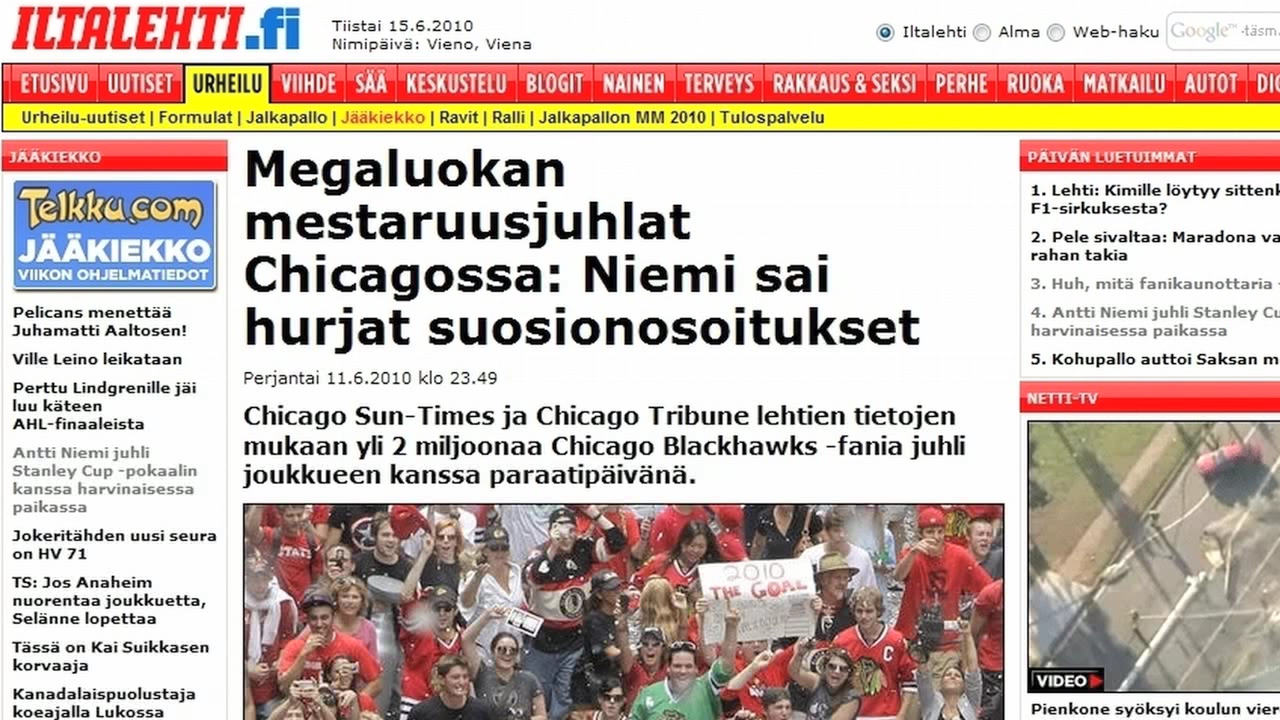 ILTALEHTI.fi
Tiistai 15.6.2010
Nimipäivä: Vieno, Viena
Iltalehti Alma Web-haku Google™ -täsm
ETUSIVU UUTISET URHEILU VIIHDE SÄÄ KESKUSTELU BLOGIT NAINEN TERVEYS RAKKAUS & SEKSI PERHE RUOKA MATKAILU AUTOT
Urheilu-uutiset | Formulat | Jalkapallo | Jääkiekko | Ravit | Ralli | Jalkapallon MM 2010 | Tulospalvelu
JÄÄKIEKKO
Telkku.com
JÄÄKIEKKO
VIIKON OHJELMATIEDOT
Pelicans menettää
Juhamatti Aaltosen!
Ville Leino leikataan
Perttu Lindgrenille jäi
luu käteen
AHL-finaaleista
Antti Niemi juhli
Stanley Cup -pokaalin
kanssa harvinaisessa
paikassa
Jokeritähden uusi seura
on HV 71
TS: Jos Anaheim
nuorentaa joukkuetta,
Selänne lopettaa
Tässä on Kai Suikkasen
korvaaja
Kanadalaispuolustaja
koeajalla Lukossa
Megaluokan
mestaruusjuhlat
Chicagossa: Niemi sai
hurjat suosionosoitukset
Perjantai 11.6.2010 klo 23.49
Chicago Sun-Times ja Chicago Tribune lehtien tietojen
mukaan yli 2 miljoonaa Chicago Blackhawks -fania juhli
joukkueen kanssa paraatipäivänä.
2010
THE GOAL
C
PÄIVÄN LUETUIMMAT
1. Lehti: Kimille löytyy sitten
F1-sirkuksesta?
2. Pele sivaltaa: Maradona va
rahan takia
3. Huh, mitä fanikaunottaria -
4. Antti Niemi juhli Stanley Cu
harvinaisessa paikassa
5. Kohupallo auttoi Saksan m
NETTI-TV
VIDEO
Pienkone syöksyi koulun vier